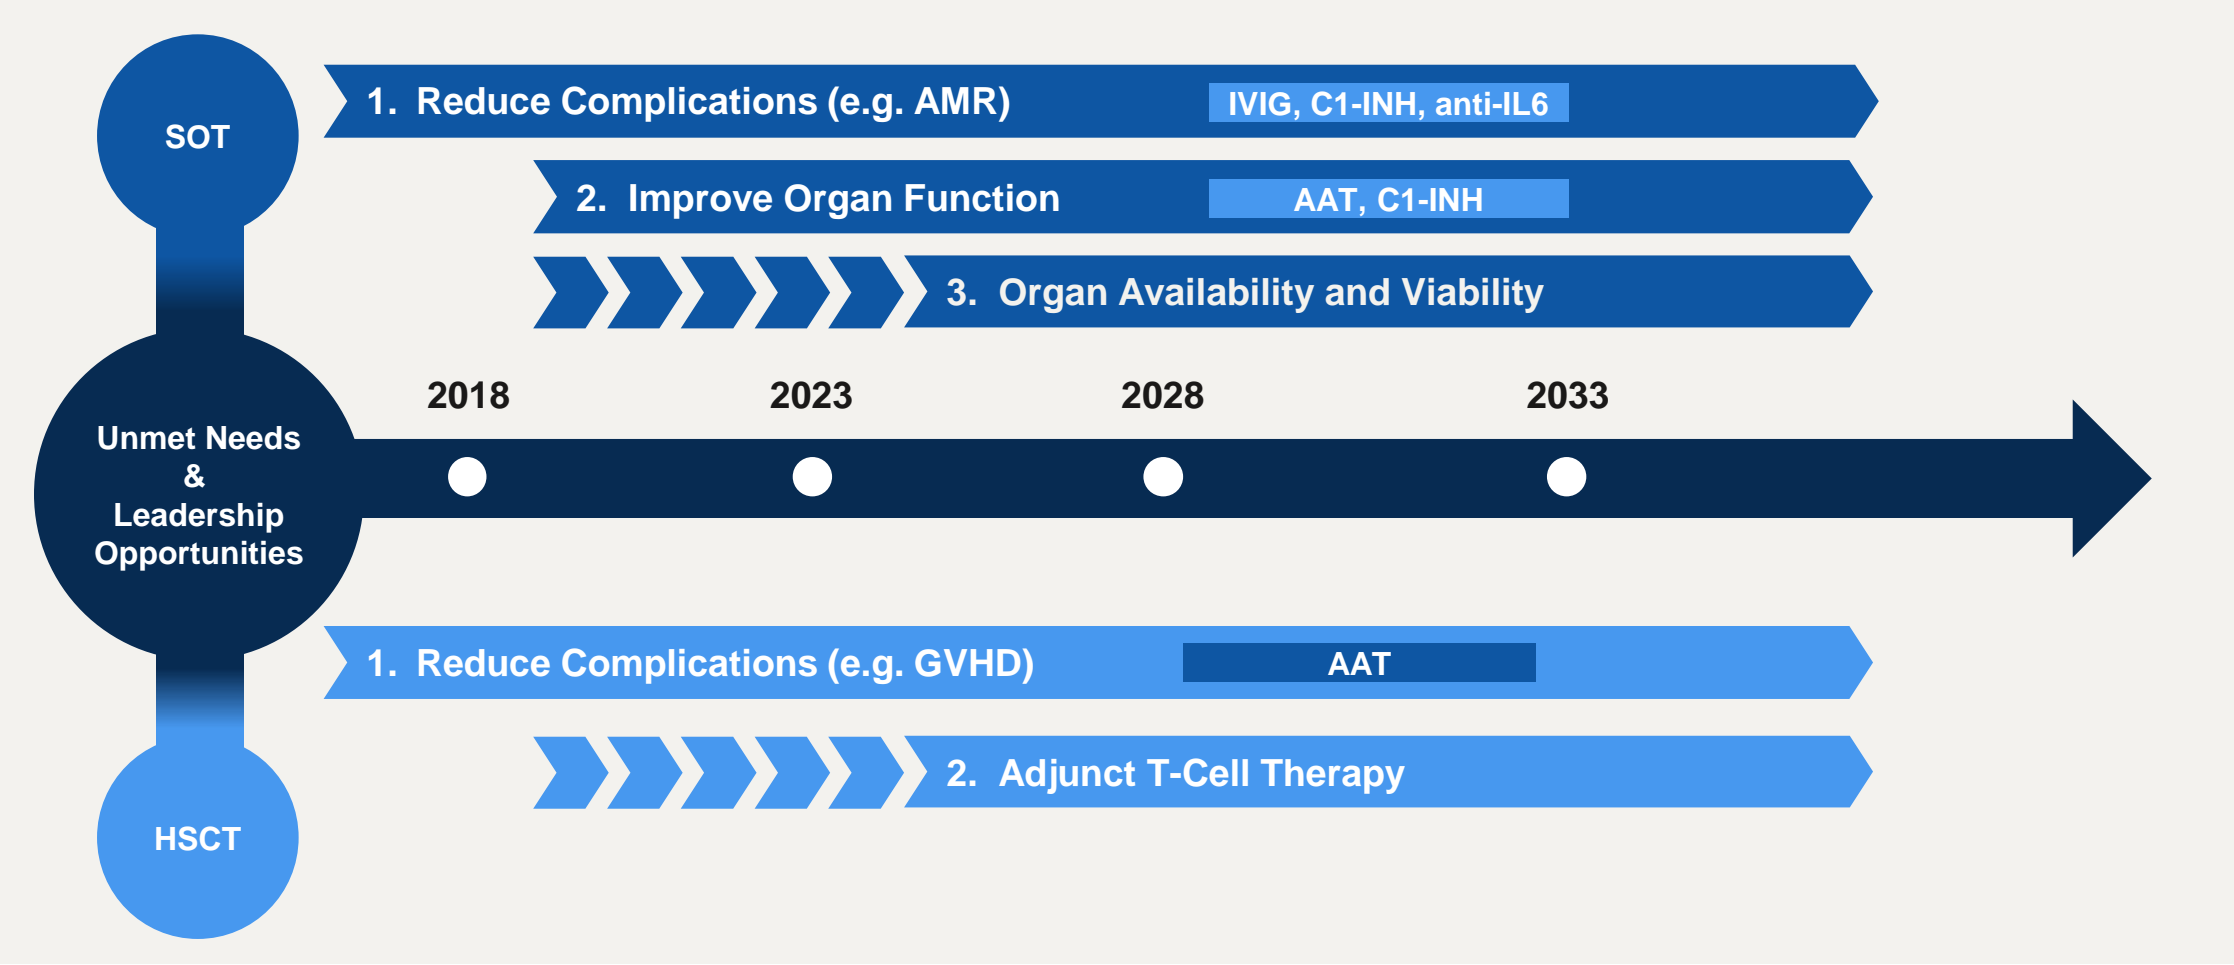 SOT
1. Reduce Complications (e.g. AMR)
IVIG, C1-INH, anti-IL6
2. Improve Organ Function
AAT, C1-INH
3. Organ Availability and Viability
2018
2023
2028
2033
Unmet Needs
&
Leadership
Opportunities
1. Reduce Complications (e.g. GVHD)
AAT
2. Adjunct T-Cell Therapy
HSCT